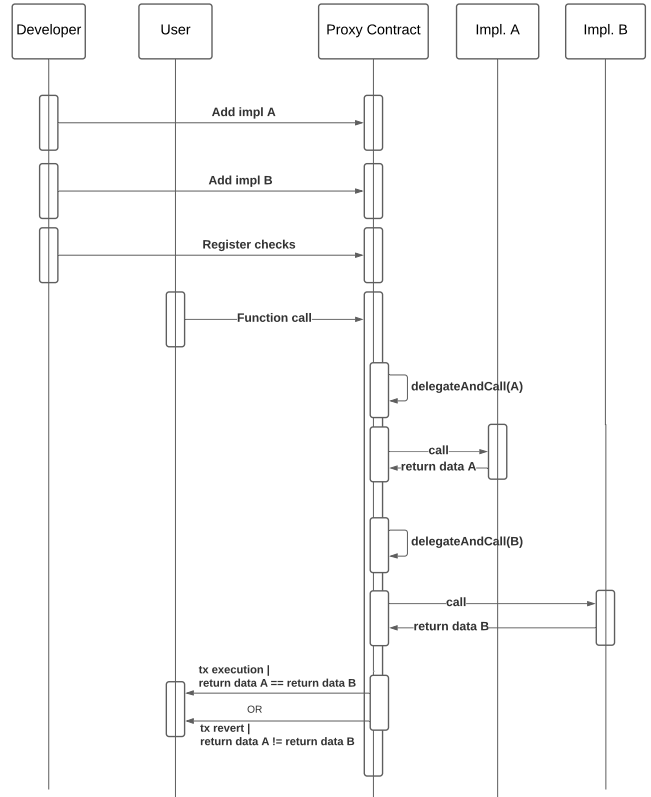 Developer
User
Proxy Contract
Impl. A
Impl. B
Add impl A
Add impl B
Register checks
Function call
delegateAndCall(A)
call
return data A
delegateAndCall(B)
call
return data B
tx execution |
return data A == return data B
OR
tx revert |
return data A != return data B